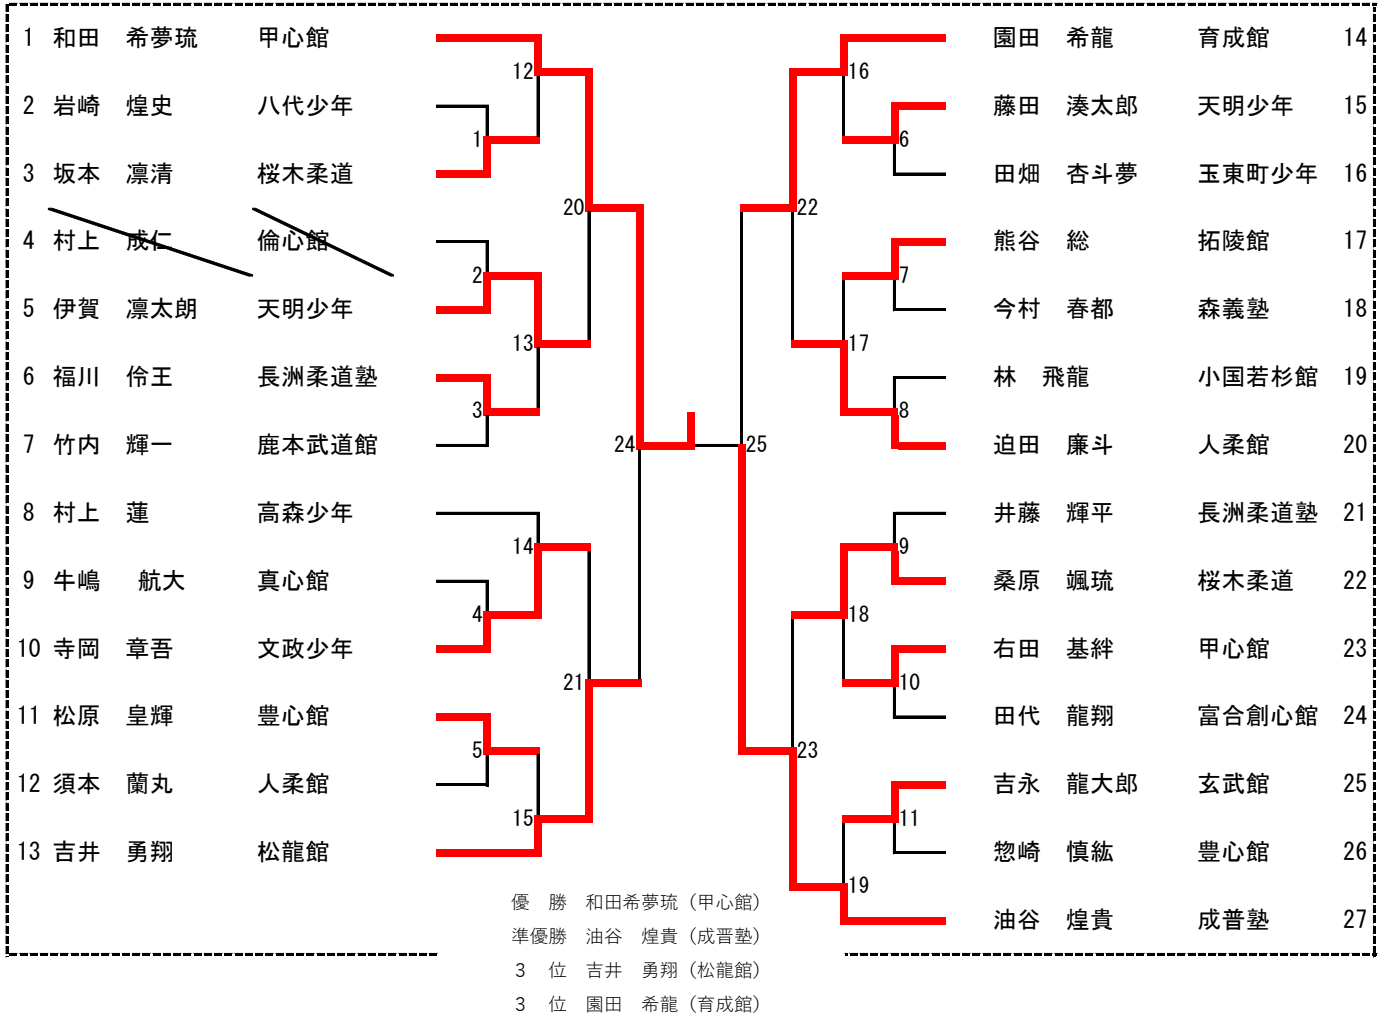 1 和田 希夢琉 甲心館
2 岩崎 煌史 八代少年
3 坂本 凛清 桜木柔道
4 村上 成仁 倫心館
5 伊賀 凛太朗 天明少年
6 福川 伶王 長洲柔道塾
7 竹内 輝一 鹿本武道館
8 村上 蓮 高森少年
9 牛嶋 航大 真心館
10 寺岡 章吾 文政少年
11 松原 皇輝 豊心館
12 須本 蘭丸 人柔館
13 吉井 勇翔 松龍館
12
1
20
2
13
3
24
14
4
21
5
15
16
6
22
7
17
8
25
9
18
10
23
11
19
園田 希龍 育成館 14
藤田 湊太郎 天明少年 15
田畑 杏斗夢 玉東町少年 16
熊谷 総 拓陵館 17
今村 春都 森義塾 18
林 飛龍 小国若杉館 19
迫田 廉斗 人柔館 20
井藤 輝平 長洲柔道塾 21
桑原 颯琉 桜木柔道 22
右田 基絆 甲心館 23
田代 龍翔 富合創心館 24
吉永 龍大郎 玄武館 25
惣崎 慎紘 豊心館 26
油谷 煌貴 成普塾 27
優 勝 和田希夢琉（甲心館）
準優勝 油谷 煌貴（成晋塾）
3 位 吉井 勇翔（松龍館）
3 位 園田 希龍（育成館）